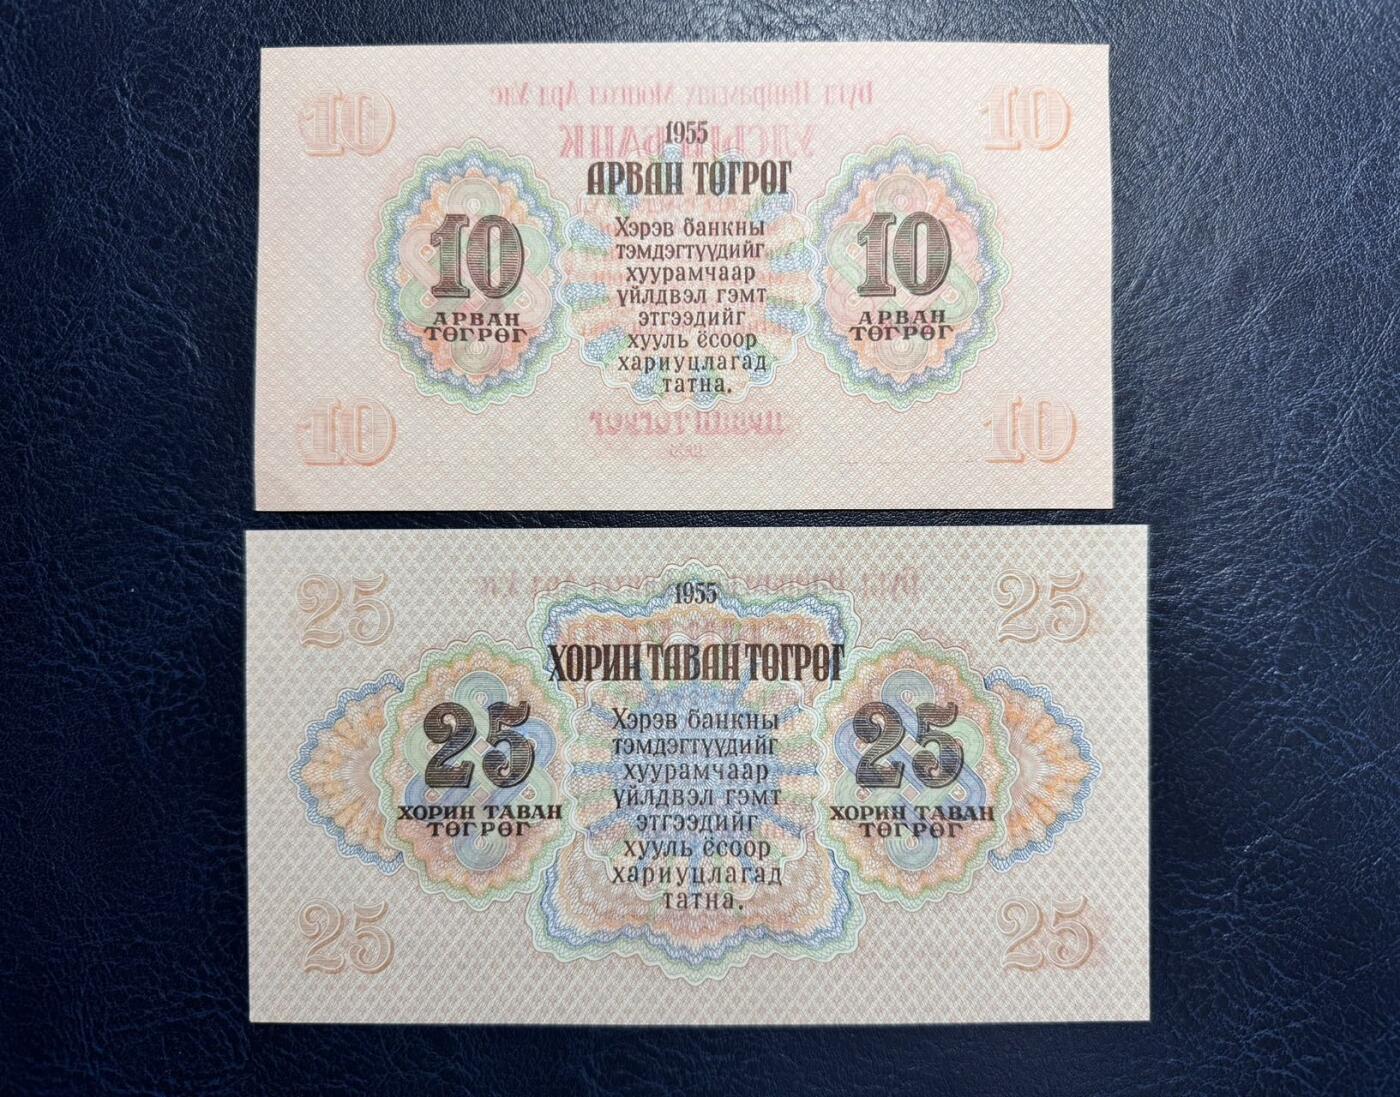 10
10
1955
АРВАН ТӨГРӨГ
10
АРВАН
ТӨГРӨГ
Хэрэв банкны
тэмдэгтүүдийг
хуурамчаар
үйлдвэл гэмт
этгээдийг
хууль ёсоор
хариуцлагад
татна.
10
АРВАН
ТӨГРӨГ
10
10
25
25
1955
ХОРИН ТАВАН ТӨГРӨГ
25
ХОРИН ТАВАН
ТӨГРӨГ
Хэрэв банкны
тэмдэгтүүдийг
хуурамчаар
үйлдвэл гэмт
этгээдийг
хууль ёсоор
хариуцлагад
татна.
25
ХОРИН ТАВАН
ТӨГРӨГ
25
25